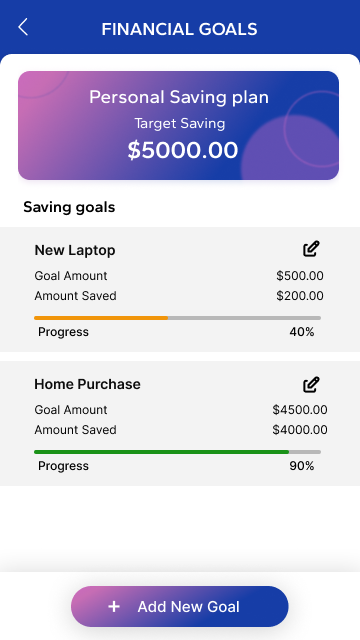 FINANCIAL GOALS
Personal Saving plan
Target Saving
$5000.00
Saving goals
New Laptop
Goal Amount $500.00
Amount Saved $200.00
Progress 40%
Home Purchase
Goal Amount $4500.00
Amount Saved $4000.00
Progress 90%
+ Add New Goal